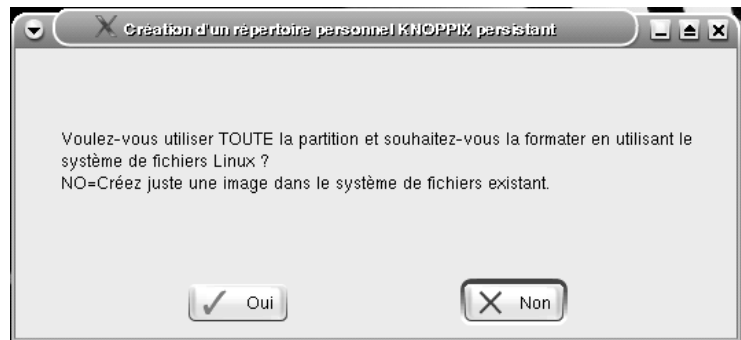 Création d'un répertoire personnel KNOPPIX persistant
Voulez-vous utiliser TOUTE la partition et souhaitez-vous la formater en utilisant le
système de fichiers Linux ?
NO=Créez juste une image dans le système de fichiers existant.
Oui
Non